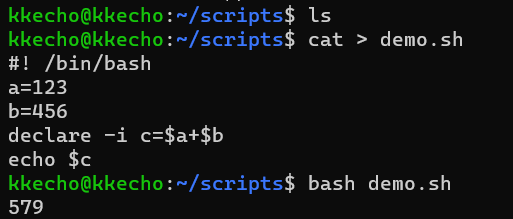 kkecho@kkecho:~/scripts$ ls
kkecho@kkecho:~/scripts$ cat > demo.sh
#! /bin/bash
a=123
b=456
declare -i c=$a+$b
echo $c
kkecho@kkecho:~/scripts$ bash demo.sh
579